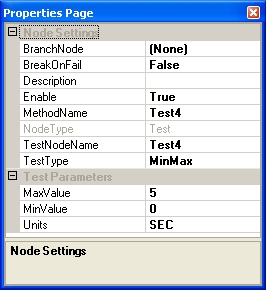 Properties Page
Node Settings
BranchNode (None)
BreakOnFail False
Description
Enable True
MethodName Test4
NodeType Test
TestNodeName Test4
TestType MinMax
Test Parameters
MaxValue 5
MinValue 0
Units SEC
Node Settings